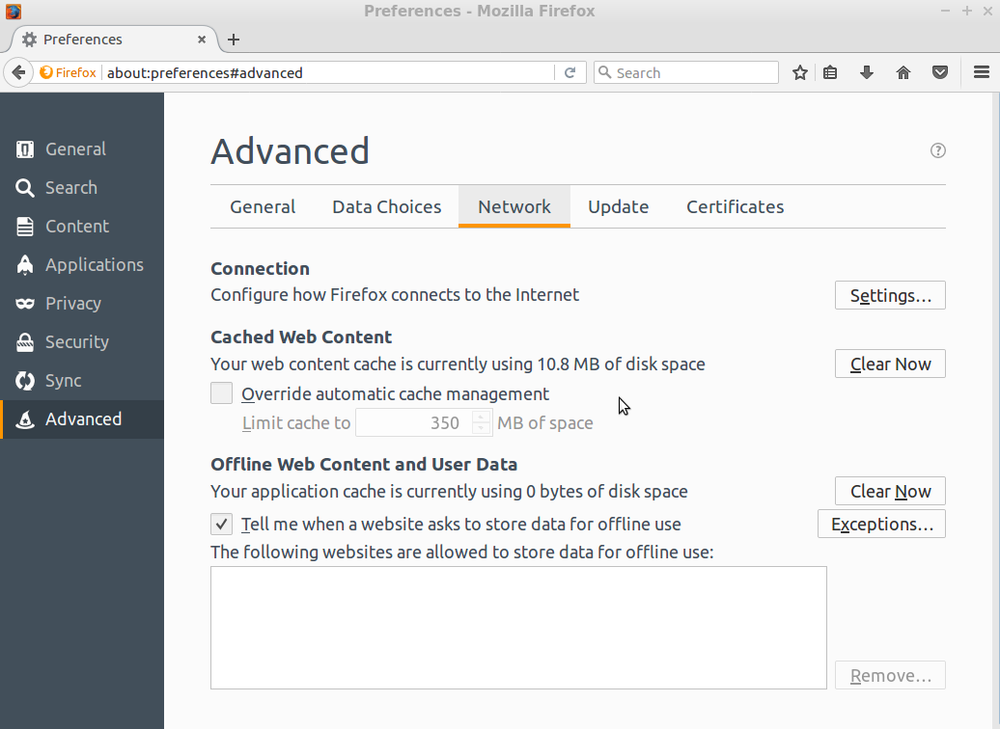 Preferences - Mozilla Firefox
Preferences
Firefox about:preferences#advanced Search
General
Search
Content
Applications
Privacy
Security
Sync
Advanced
Advanced
General Data Choices Network Update Certificates
Connection
Configure how Firefox connects to the Internet Settings...
Cached Web Content
Your web content cache is currently using 10.8 MB of disk space Clear Now
Override automatic cache management
Limit cache to 350 MB of space
Offline Web Content and User Data
Your application cache is currently using 0 bytes of disk space Clear Now
Tell me when a website asks to store data for offline use Exceptions...
The following websites are allowed to store data for offline use:
Remove...